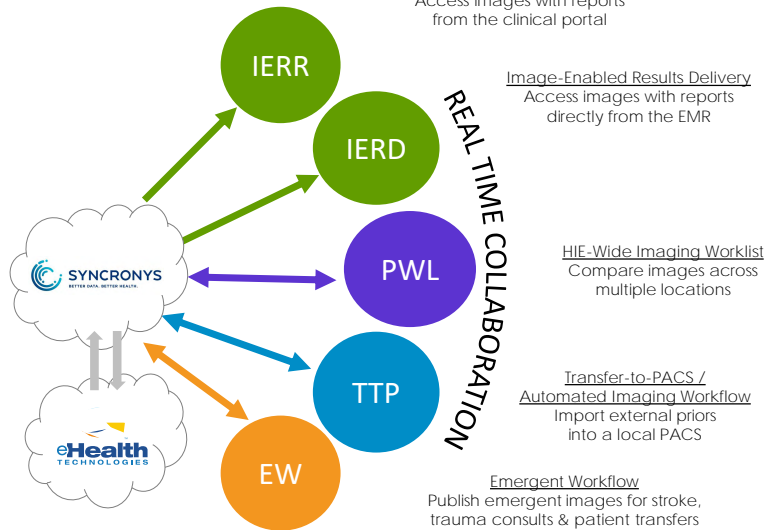 Access images with reports
from the clinical portal
IERR
Image-Enabled Results Delivery
Access images with reports
directly from the EMR
IERD
REAL TIME COLLABORATION
SYNCRONYS
BETTER DATA. BETTER HEALTH.
PWL
HIE-Wide Imaging Worklist
Compare images across
multiple locations
TTP
Transfer-to-PACS /
Automated Imaging Workflow
Import external priors
into a local PACS
eHealth
TECHNOLOGIES
EW
Emergent Workflow
Publish emergent images for stroke,
trauma consults & patient transfers